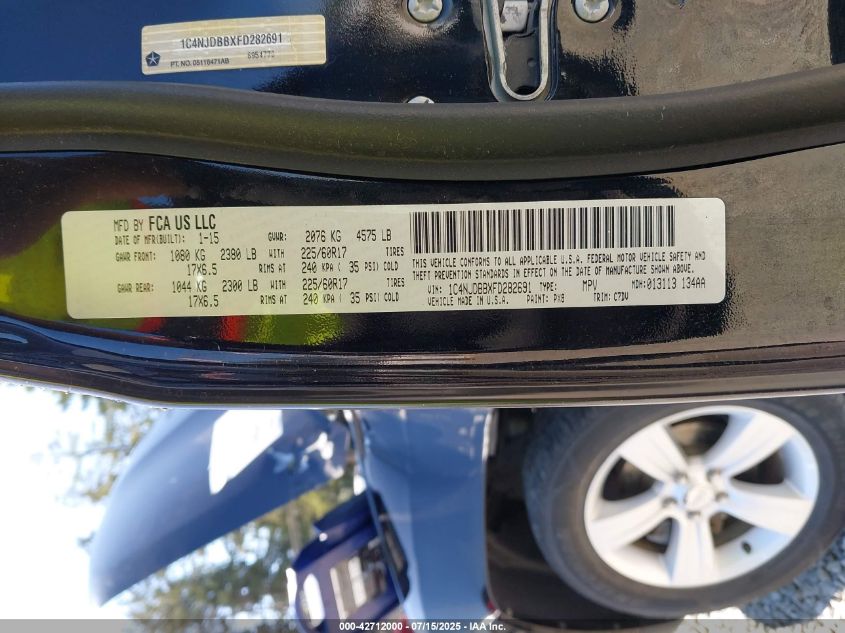 1C4NJDBBXFD282691
6954770
PT. NO. 05110471AB
MFD BY FCA US LLC
DATE OF MFR(BUILT): 1-15 GVWR: 2076 KG 4575 LB
GAWR FRONT: 1080 KG 2380 LB WITH 225/60R17 TIRES
17X6.5 RIMS AT 240 KPA ( 35 PSI) COLD
GAWR REAR: 1044 KG 2300 LB WITH 225/60R17 TIRES
17X6.5 RIMS AT 240 KPA ( 35 PSI) COLD
THIS VEHICLE CONFORMS TO ALL APPLICABLE U.S.A. FEDERAL MOTOR VEHICLE SAFETY AND
THEFT PREVENTION STANDARDS IN EFFECT ON THE DATE OF MANUFACTURE SHOWN ABOVE.
VIN: 1C4NJDBBXFD282691 TYPE: MPV MDH: 013113 134AA
VEHICLE MADE IN U.S.A. PAINT: PX8 TRIM: C7DV
000-42712000 - 07/15/2025 - IAA Inc.